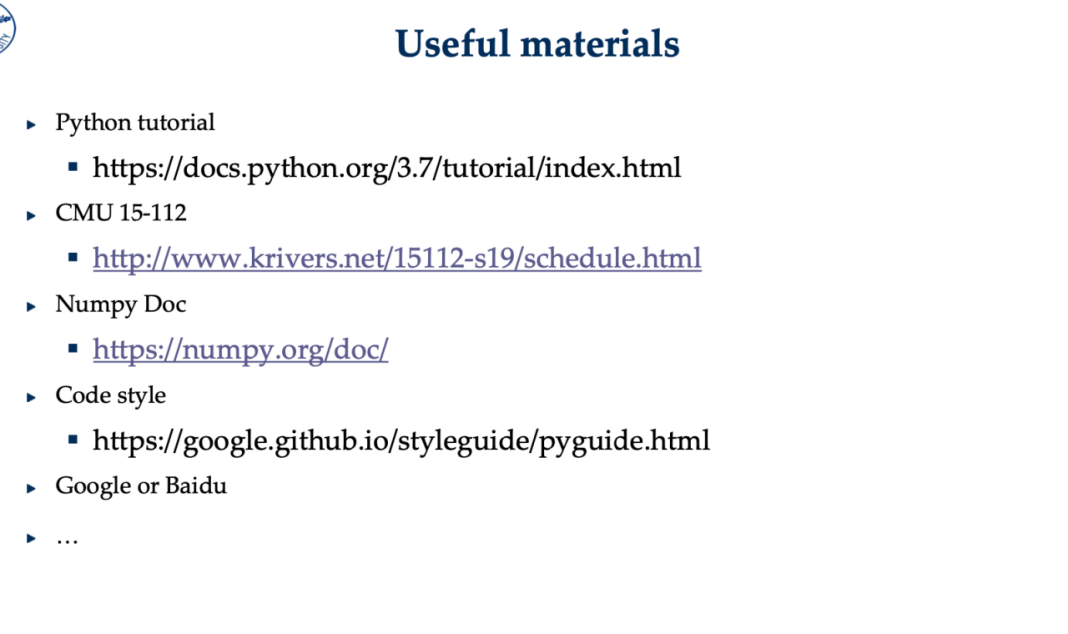 Useful materials
Python tutorial
https://docs.python.org/3.7/tutorial/index.html
CMU 15-112
http://www.krivers.net/15112-s19/schedule.html
Numpy Doc
https://numpy.org/doc/
Code style
https://google.github.io/styleguide/pyguide.html
Google or Baidu
…